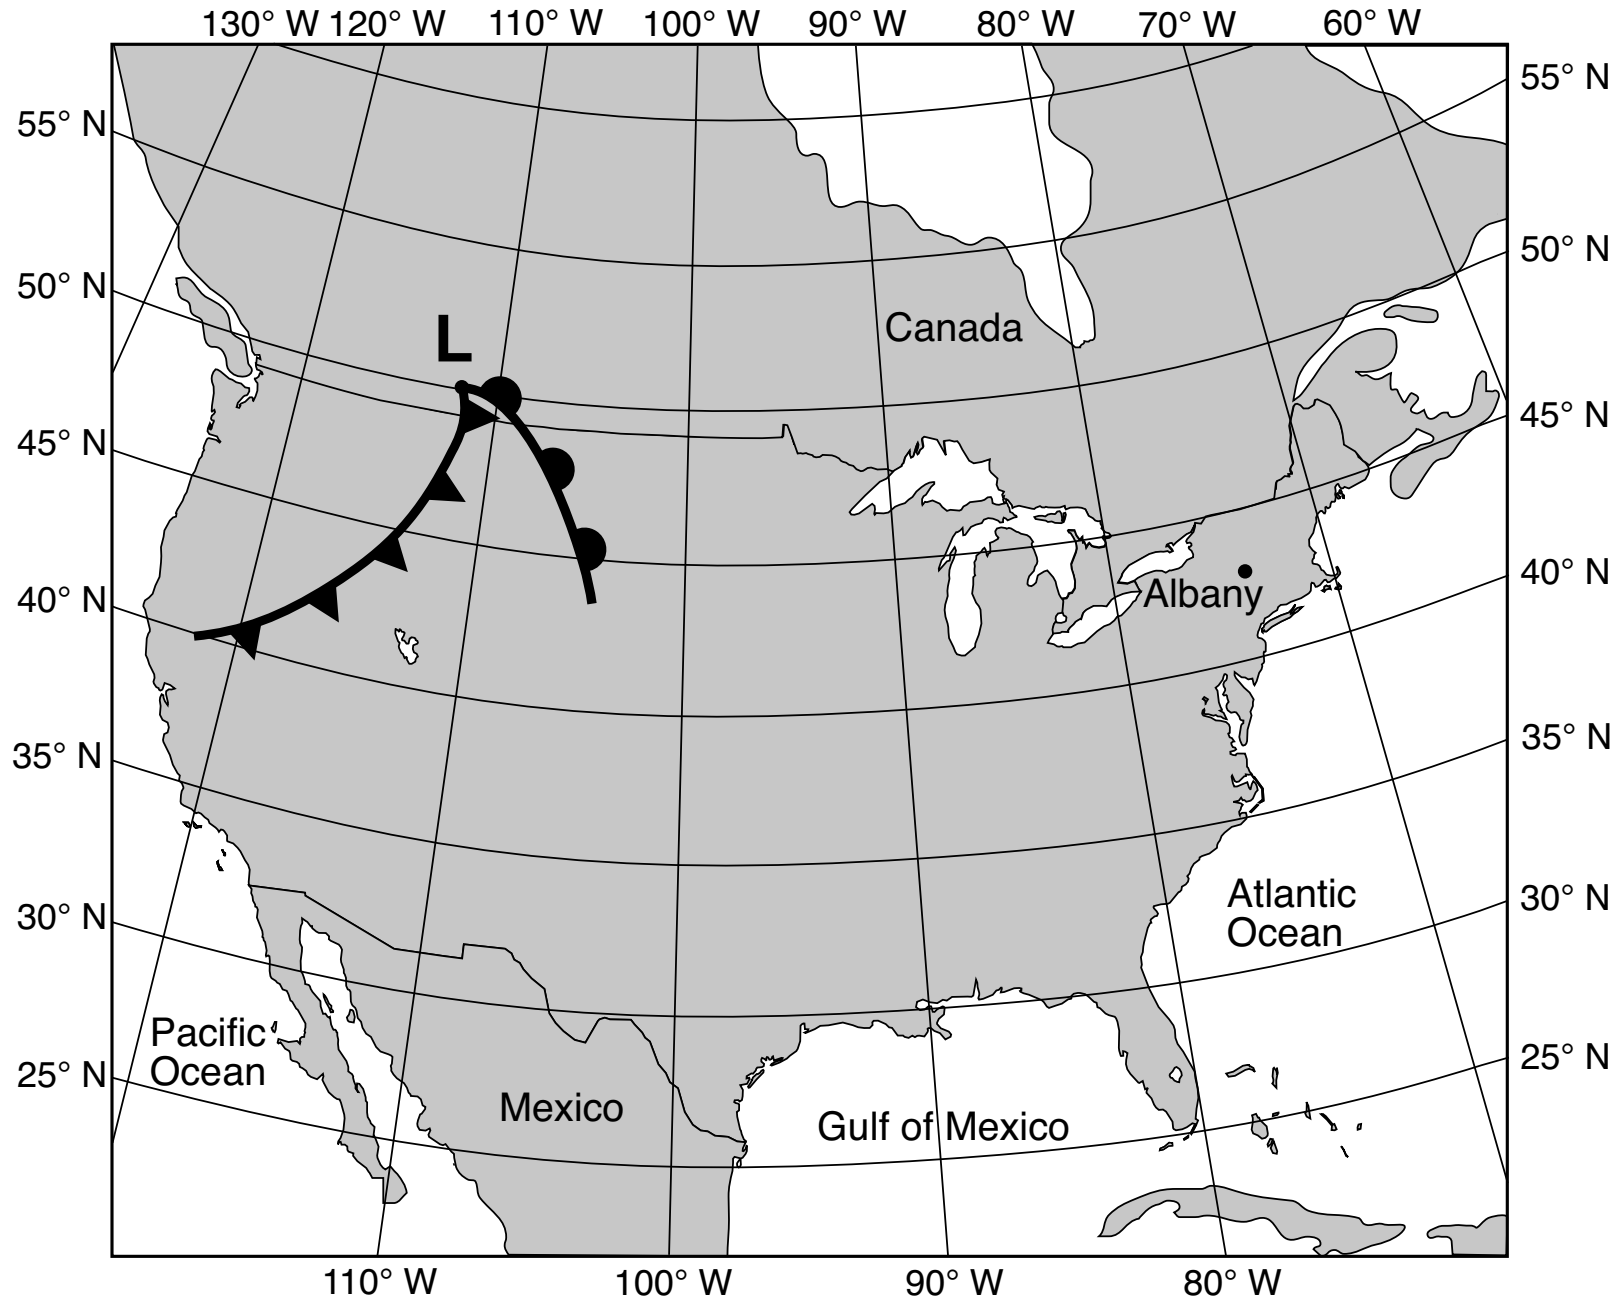 130° W 120° W 110° W 100° W 90° W 80° W 70° W 60° W
55° N
55° N
50° N
50° N
L
Canada
45° N
45° N
40° N
40° N
Albany
35° N
35° N
30° N
30° N
Atlantic
Ocean
25° N
25° N
Pacific
Ocean
Mexico
Gulf of Mexico
110° W 100° W 90° W 80° W